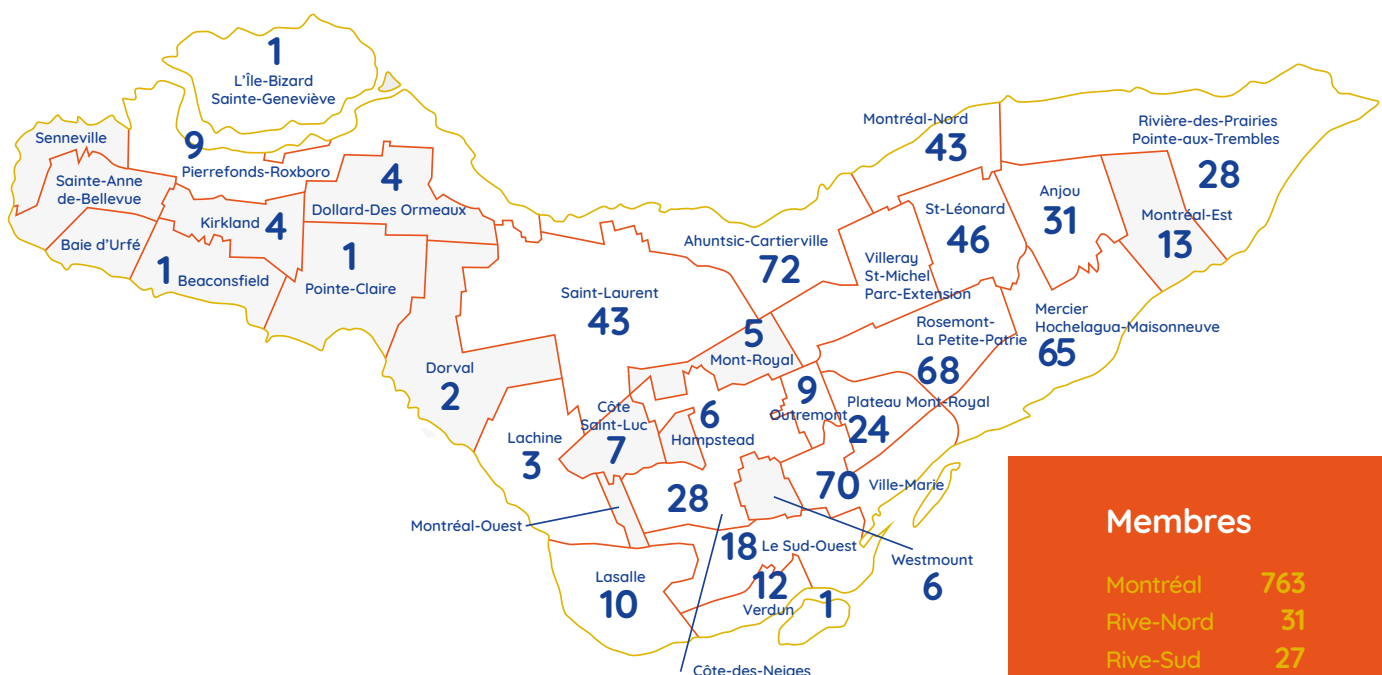 1
L'Île-Bizard
Sainte-Geneviève
Senneville
9
Pierrefonds-Roxboro
Sainte-Anne
de-Bellevue
4
Dollard-Des Ormeaux
Kirkland 4
Baie d'Urfé
1 Beaconsfield
1
Pointe-Claire
Dorval
2
Saint-Laurent
43
Ahuntsic-Cartierville
72
Montréal-Nord
43
Rivière-des-Prairies
Pointe-aux-Trembles
28
St-Léonard
46
Anjou
31
Montréal-Est
13
Villeray
St-Michel
Parc-Extension
Mercier
Hochelagua-Maisonneuve
65
Rosemont-
La Petite-Patrie
68
5
Mont-Royal
9
Outremont
Plateau Mont-Royal
24
6
Hampstead
Côte
Saint-Luc
7
Lachine
3
28
70 Ville-Marie
Montréal-Ouest
18 Le Sud-Ouest
Westmount
6
Lasalle
10
12
Verdun
1
Côte-des-Neiges
Membres
Montréal 763
Rive-Nord 31
Rive-Sud 27